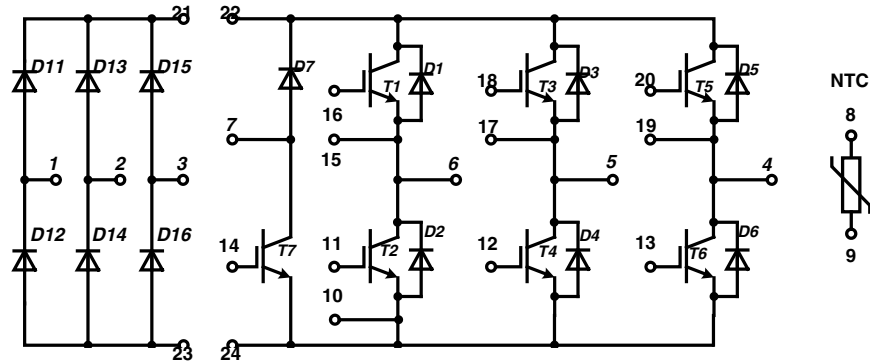 21 22
D11 D13 D15 D7 D1 D3 D5
T1 T3 T5
16 18 20
NTC
7 15 17 19 8
1 2 3 6 5 4
D12 D14 D16 D2 D4 D6
14 T7 11 T2 12 T4 13 T6
9
10
23 24